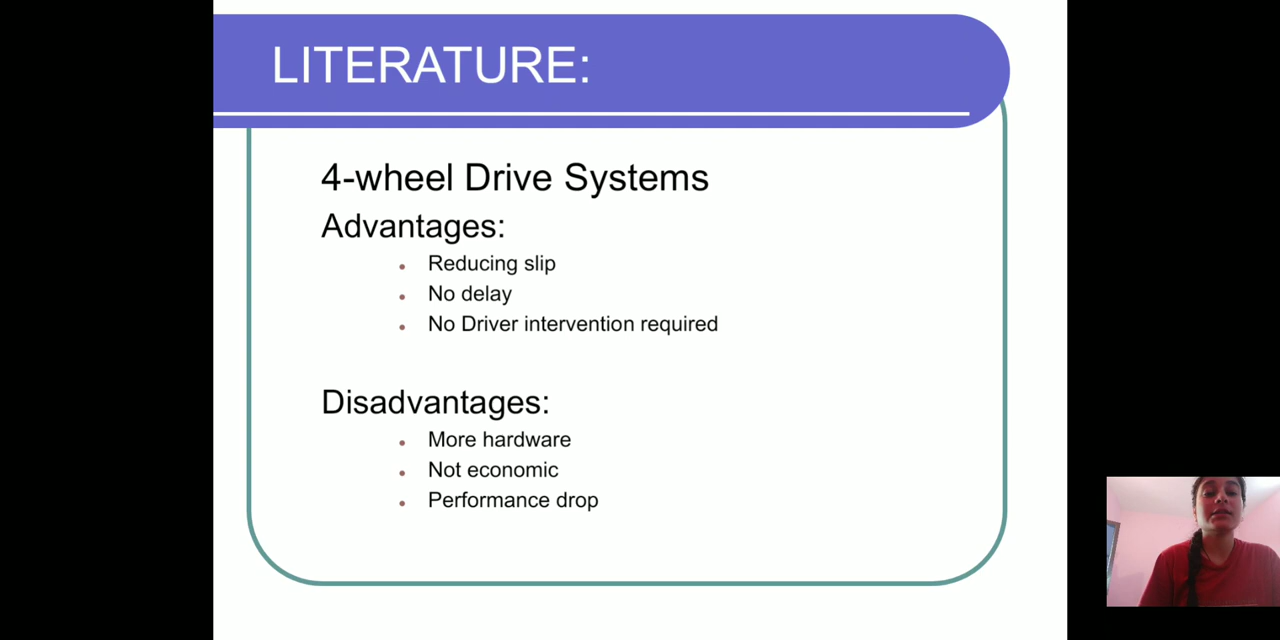 LITERATURE:
4-wheel Drive Systems
Advantages:
Reducing slip
No delay
No Driver intervention required
Disadvantages:
More hardware
Not economic
Performance drop